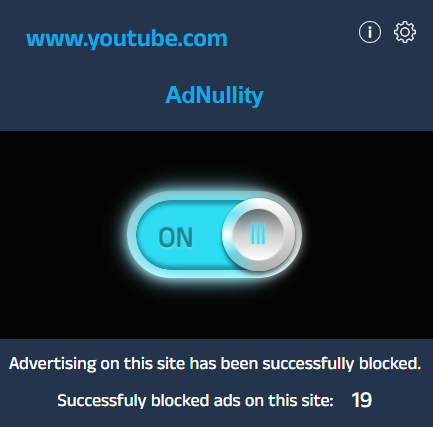 www.youtube.com
AdNullity
ON
Advertising on this site has been successfully blocked.
Successfuly blocked ads on this site: 19